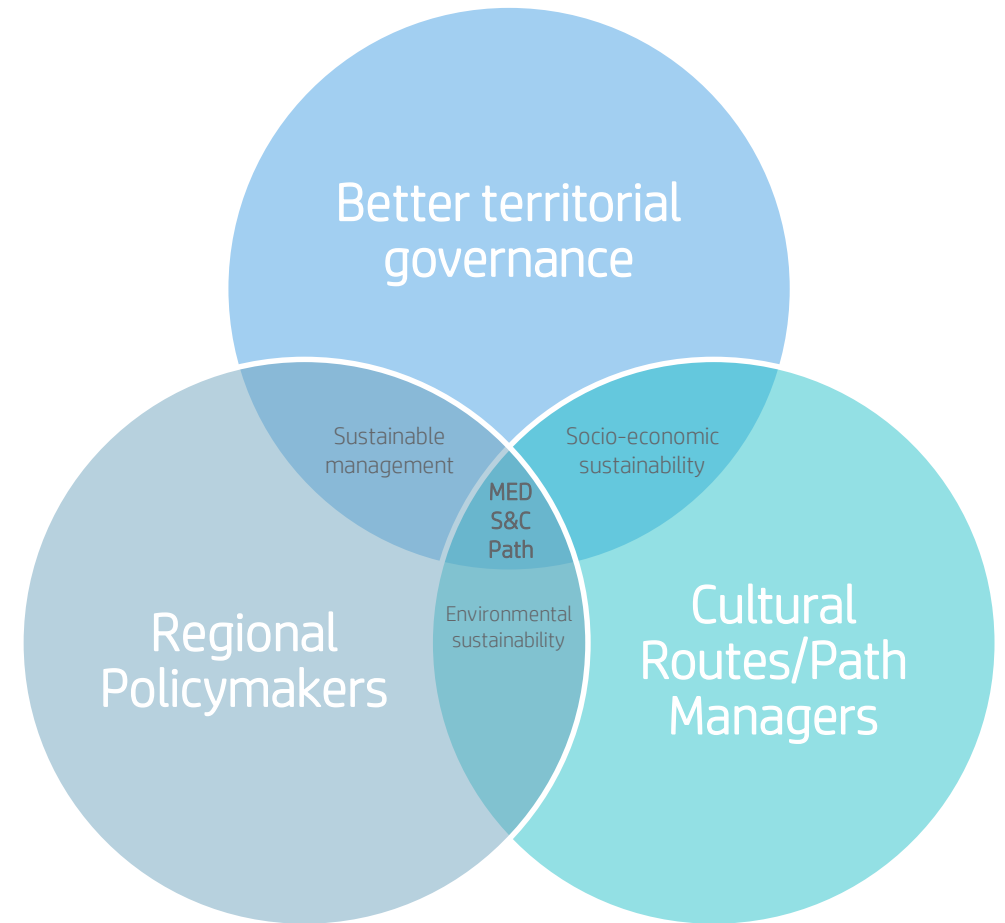 Better territorial
governance
Sustainable
management
Socio-economic
sustainability
MED
S&C
Path
Environmental
sustainability
Regional
Policymakers
Cultural
Routes/Path
Managers